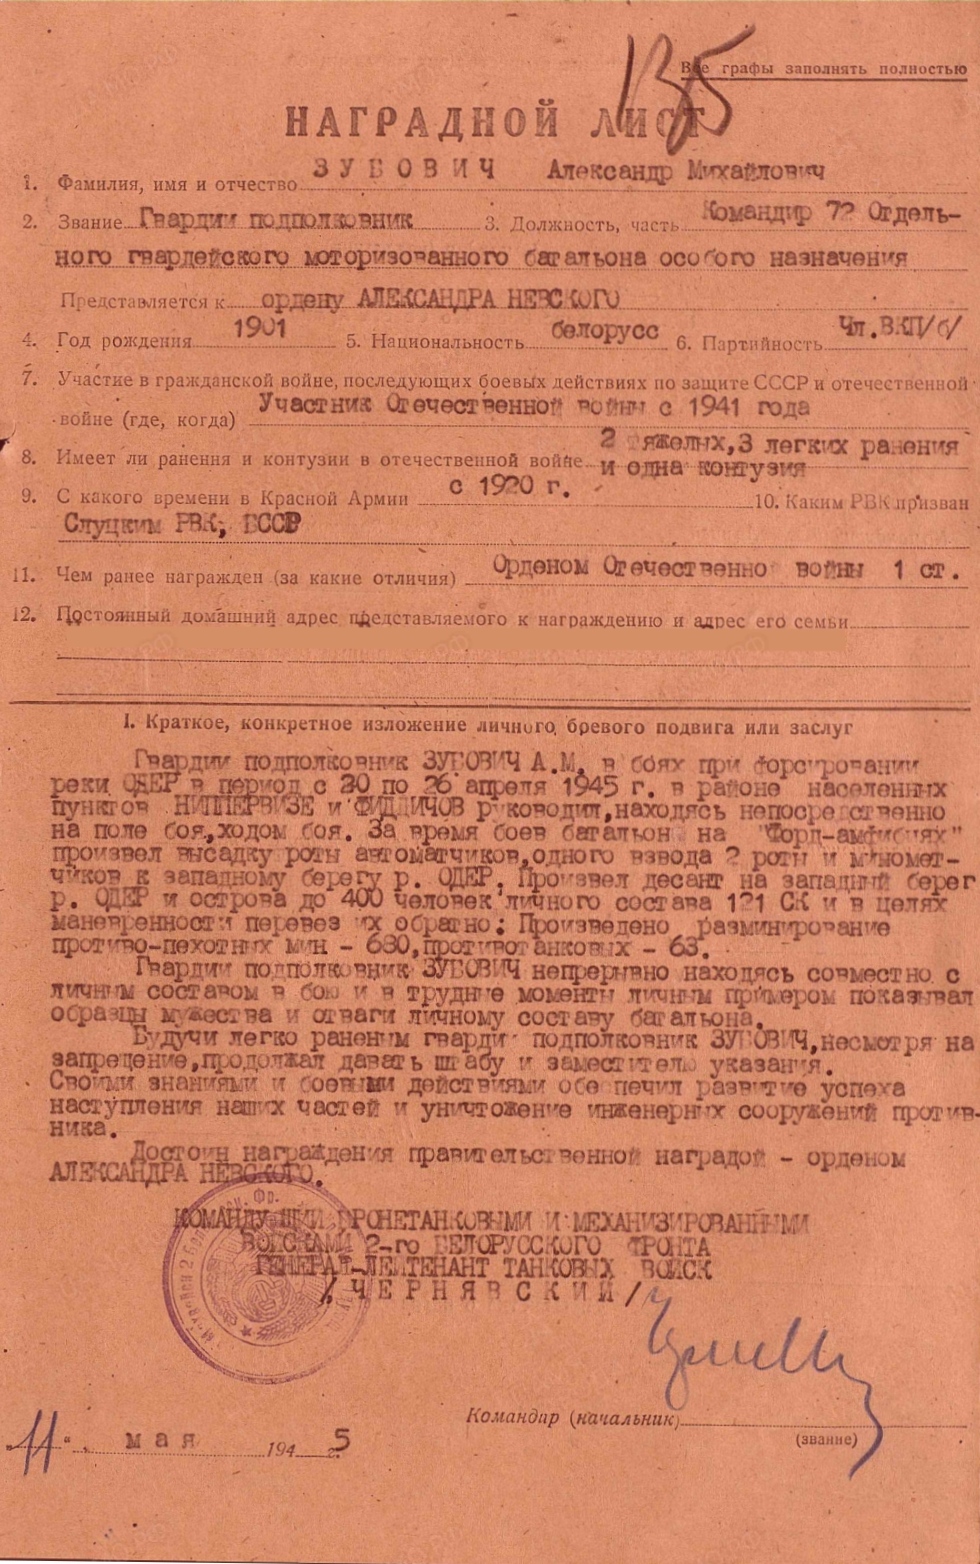 135
Все графы заполнять полностью
НАГРАДНОЙ ЛИСТ
1. Фамилия, имя и отчество ЗУБОВИЧ Александр Михайлович
2. Звание Гвардии подполковник 3. Должность, часть Командир 72 Отдель-
ного гвардейского моторизованного батальона особого назначения
Представляется к ордену АЛЕКСАНДРА НЕВСКОГО
4. Год рождения 1901 5. Национальность белорусс 6. Партийность Чл.ВКП/б/
7. Участие в гражданской войне, последующих боевых действиях по защите СССР и отечественной
войне (где, когда) Участник Отечественной войны с 1941 года
8. Имеет ли ранения и контузии в отечественной войне 2 тяжелых,3 легких ранения
и одна контузия
9. С какого времени в Красной Армии с 1920 г. 10. Каким РВК призван
Слуцким РВК, БССР
11. Чем ранее награжден (за какие отличия) Орденом Отечественно войны 1 ст.
12. Постоянный домашний адрес представляемого к награждению и адрес его семьи
I. Краткое, конкретное изложение личного боевого подвига или заслуг
Гвардии подполковник ЗУБОВИЧ А.М. в боях при форсировании
реки ОДЕР в период с 20 по 26 апреля 1945 г. в районе населенных
пунктов НИППЕРВИЗЕ и ФИДДИЧОВ руководил,находясь непосредственно
на поле боя,ходом боя. За время боев батальон на "Форд-амфибиях"
произвел высадку роты автоматчиков,одного взвода 2 роты и миномет-
чиков к западному берегу р. ОДЕР. Произвел десант на западный берег
р. ОДЕР и острова до 400 человек личного состава 121 СК и в целях
маневренности перевез их обратно; Произведено разминирование
противо-пехотных мин - 680,противотанковых - 63.
Гвардии подполковник ЗУБОВИЧ непрерывно находясь совместно с
личным составом в бою и в трудные моменты личным примером показывал
образцы мужества и отваги личному составу батальона.
Будучи легко раненым гварди подполковник ЗУБОВИЧ,несмотря на
запрещение,продолжал давать штабу и заместителю указания.
Своими знаниями и боевыми действиями обе печил развитие успеха
наступления наших частей и уничтожение инженерных сооружений против-
ника.
Достоин награждения правительственной наградой - орденом
АЛЕКСАНДРА НЕВСКОГО.
КОМАНДУЮЩИЙ БРОНЕТАНКОВЫМИ И МЕХАНИЗИРОВАННЫМИ
ВОЙСКАМИ 2-го БЕЛОРУССКОГО ФРОНТА
ГЕНЕРАЛ-ЛЕЙТЕНАНТ ТАНКОВЫХ ВОЙСК
/ЧЕРНЯВСКИЙ/
Командир (начальник)
(звание)
"11" мая 1945 г.